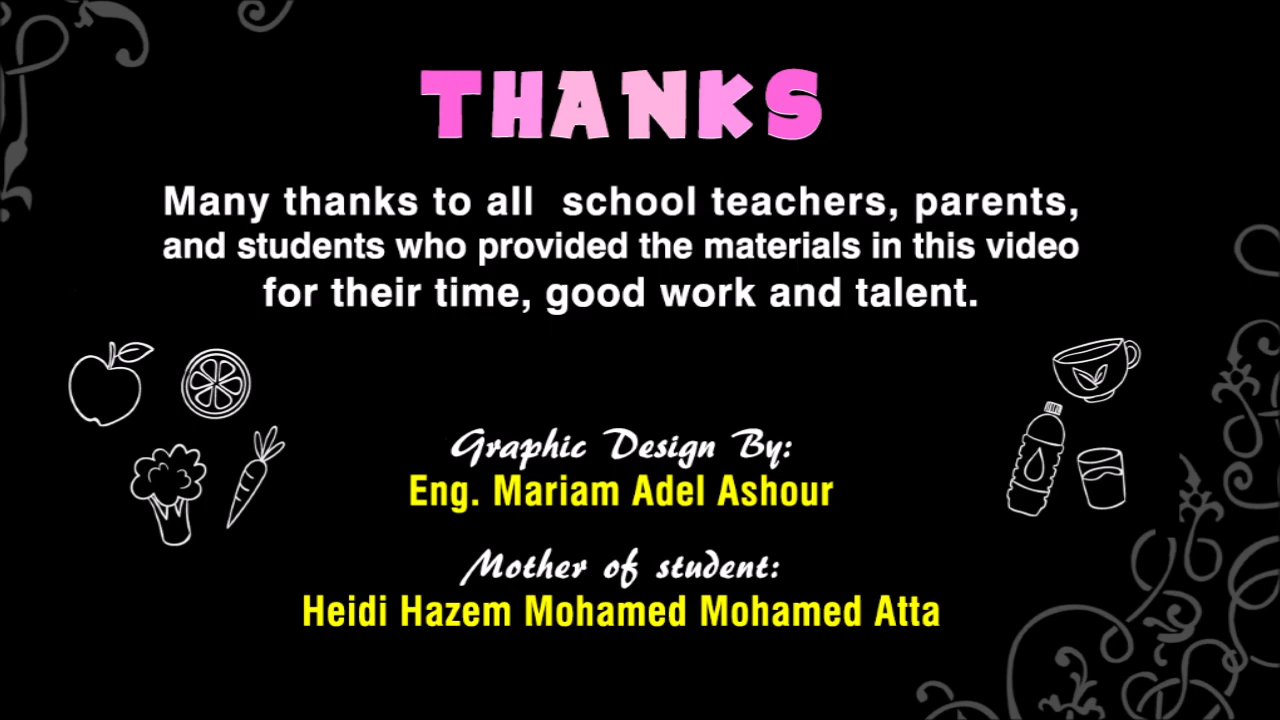 THANKS
Many thanks to all school teachers, parents,
and students who provided the materials in this video
for their time, good work and talent.
Graphic Design By:
Eng. Mariam Adel Ashour
Mother of student:
Heidi Hazem Mohamed Mohamed Atta